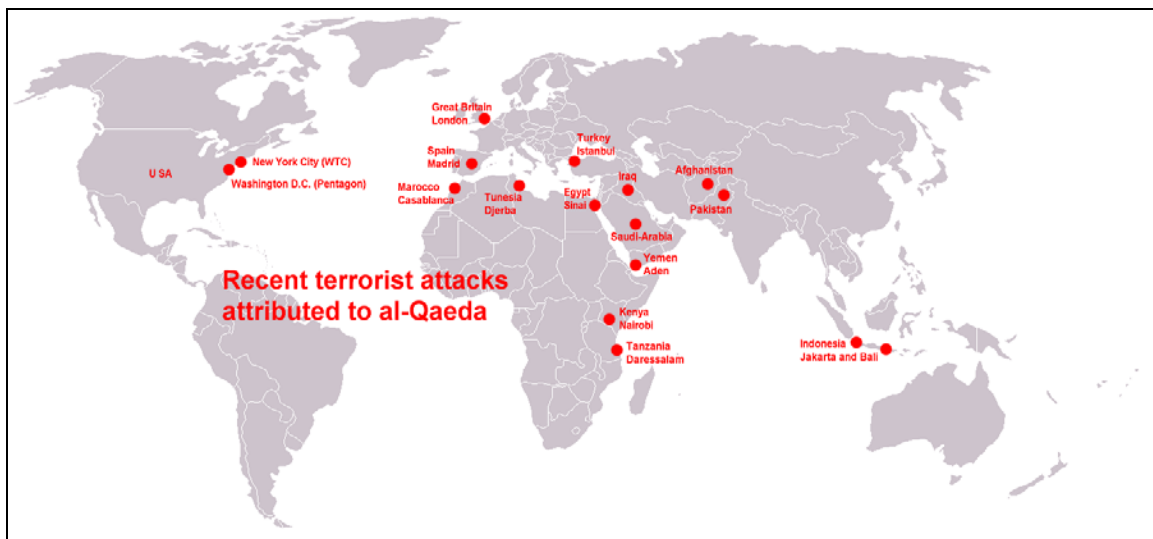 Great Britain
London
Turkey
Istanbul
Spain
Madrid
New York City (WTC)
U SA
Washington D.C. (Pentagon)
Iraq
Afghanistan
Marocco
Casablanca
Tunesia
Djerba
Egypt
Sinai
Pakistan
Saudi-Arabia
Yemen
Aden
Recent terrorist attacks
attributed to al-Qaeda
Kenya
Nairobi
Tanzania
Daressalam
Indonesia
Jakarta and Bali